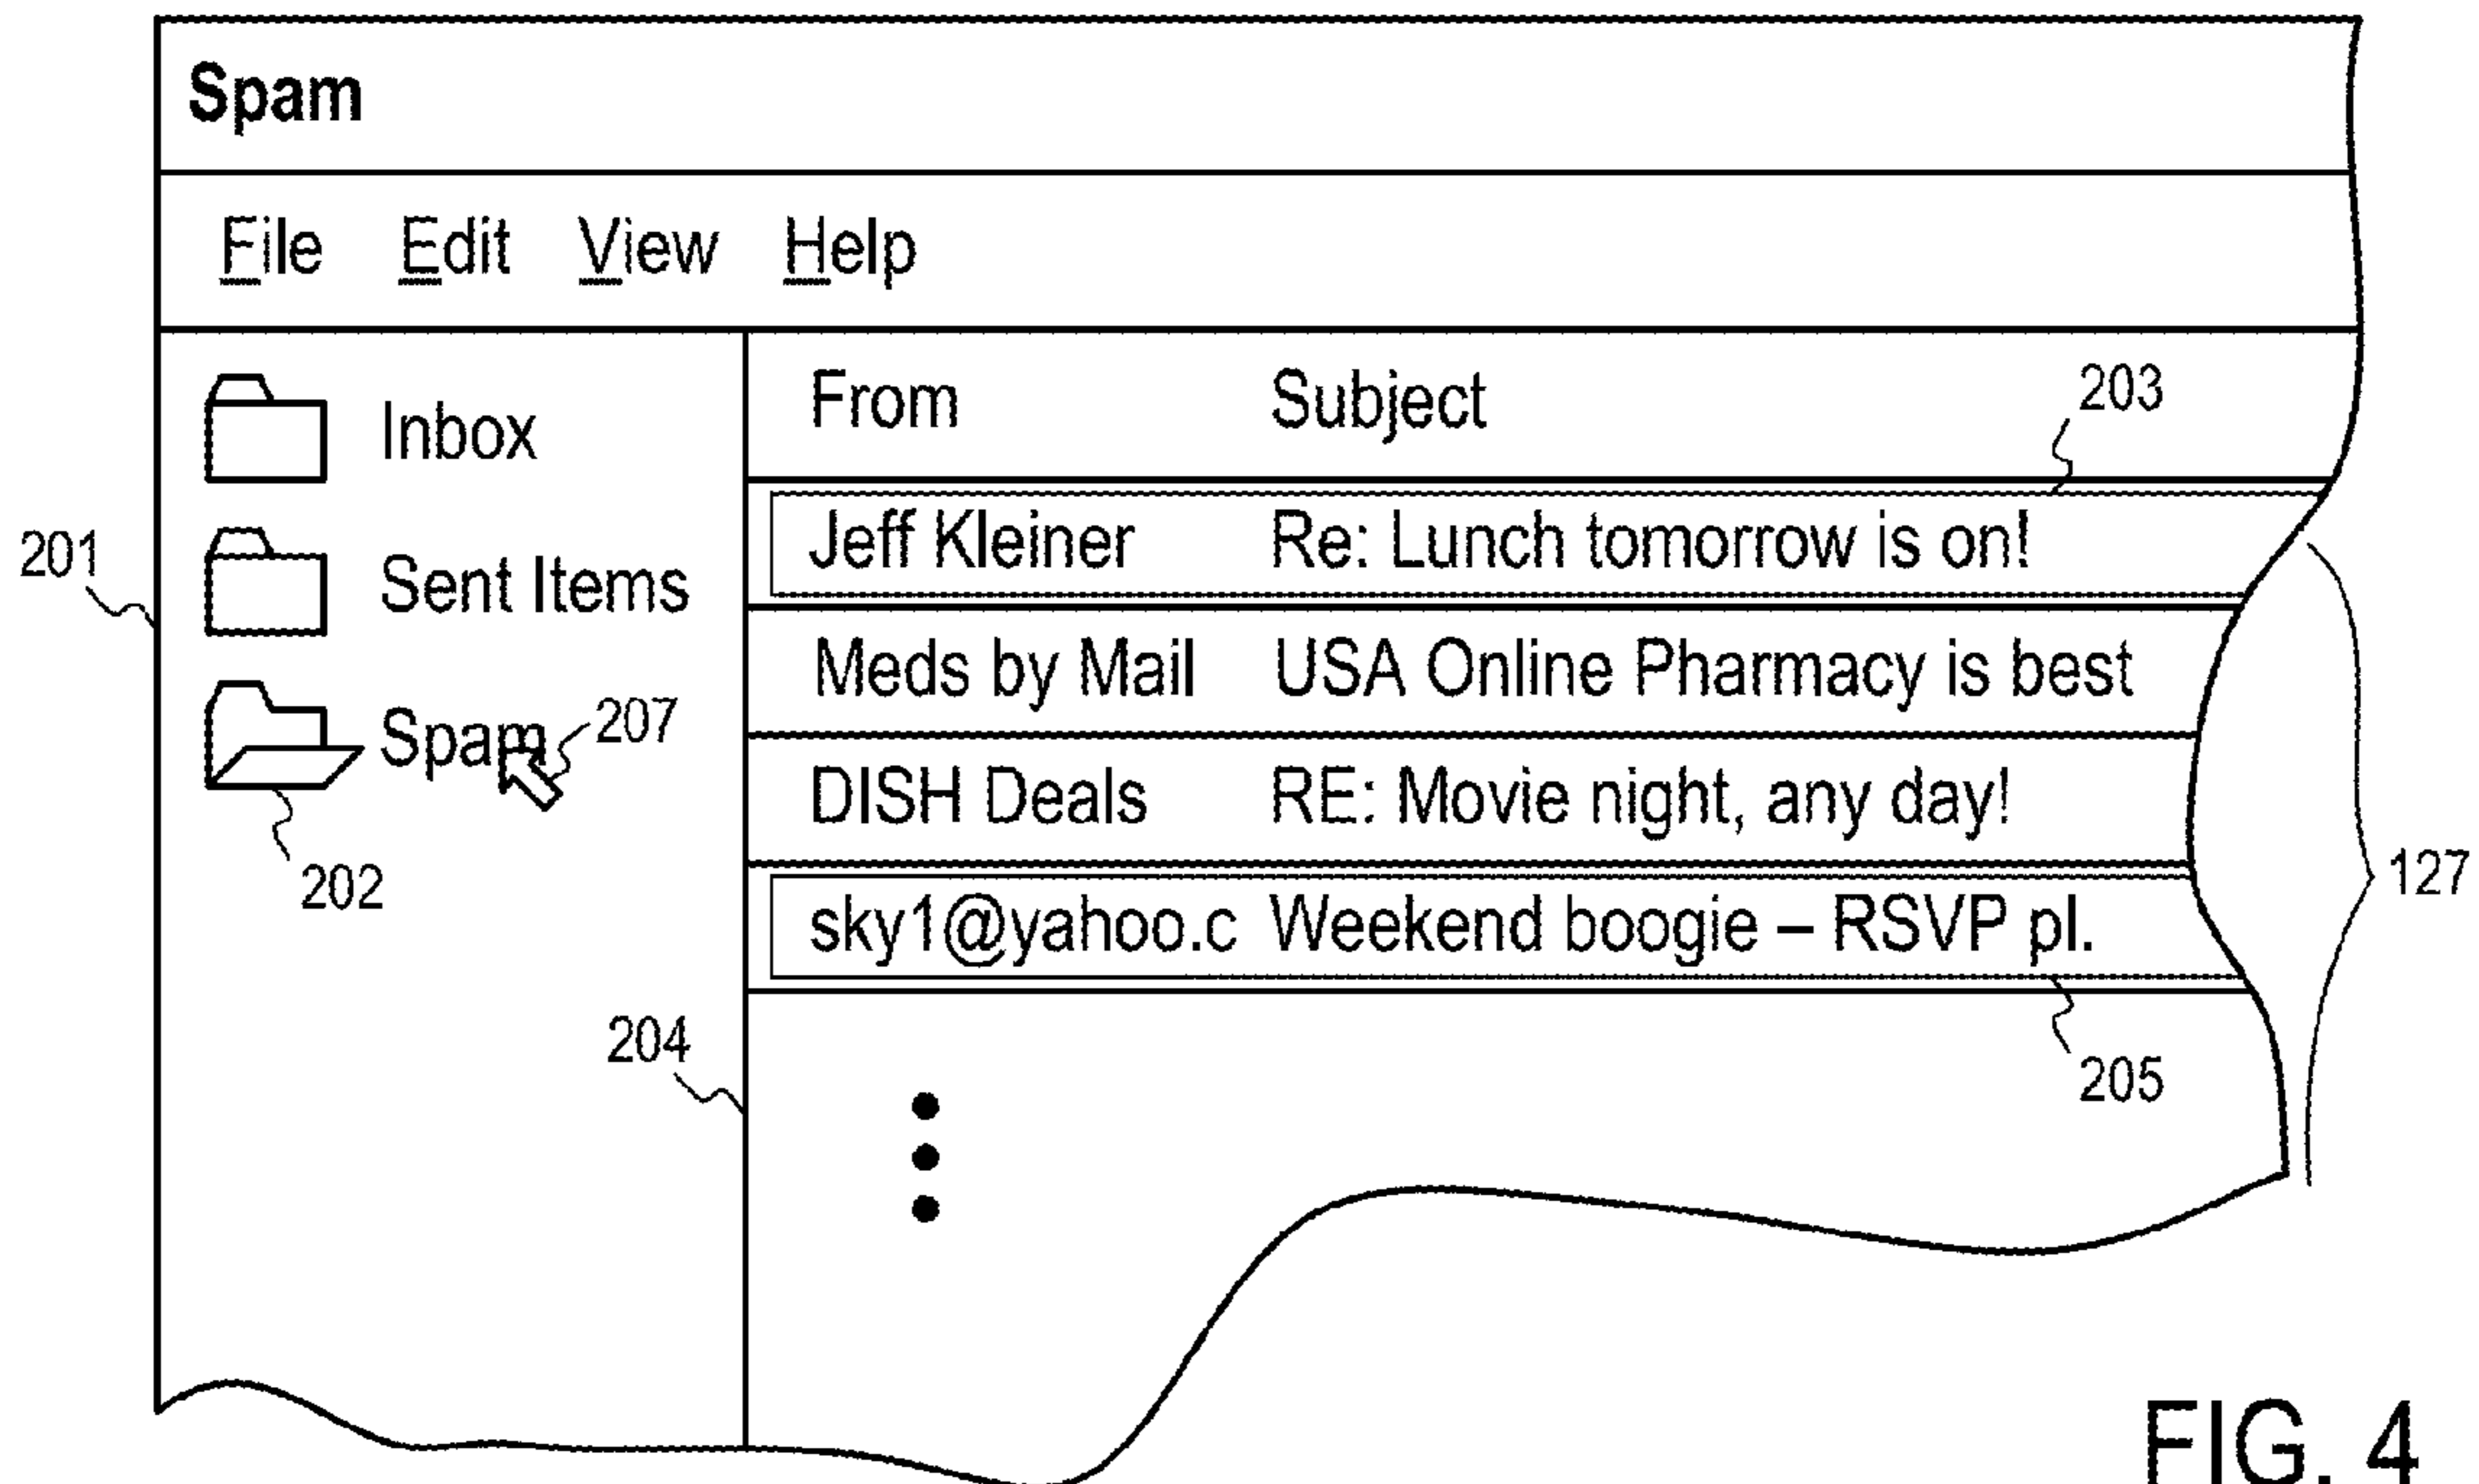 Spam
File Edit View Help
From Subject
203
Inbox
Jeff Kleiner Re: Lunch tomorrow is on!
201
Sent Items
Meds by Mail USA Online Pharmacy is best
Spam
207
DISH Deals RE: Movie night, any day!
202
127
sky1@yahoo.c Weekend boogie – RSVP pl.
204
205
FIG. 4